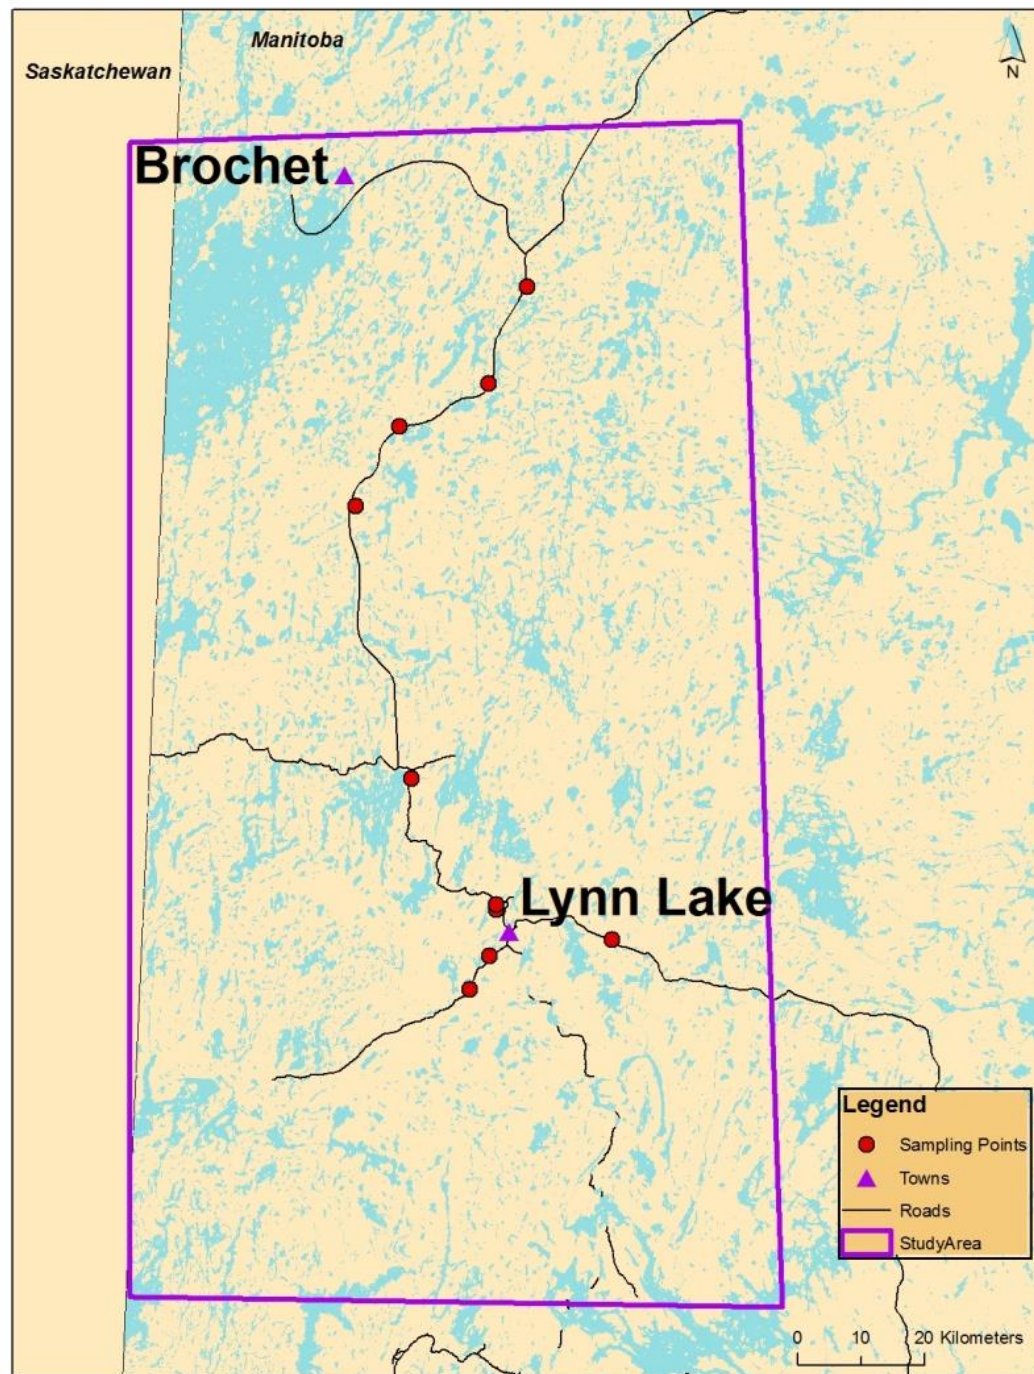 Manitoba
Saskatchewan
N
Brochet
Lynn Lake
Legend
Sampling Points
Towns
Roads
StudyArea
0 10 20 Kilometers